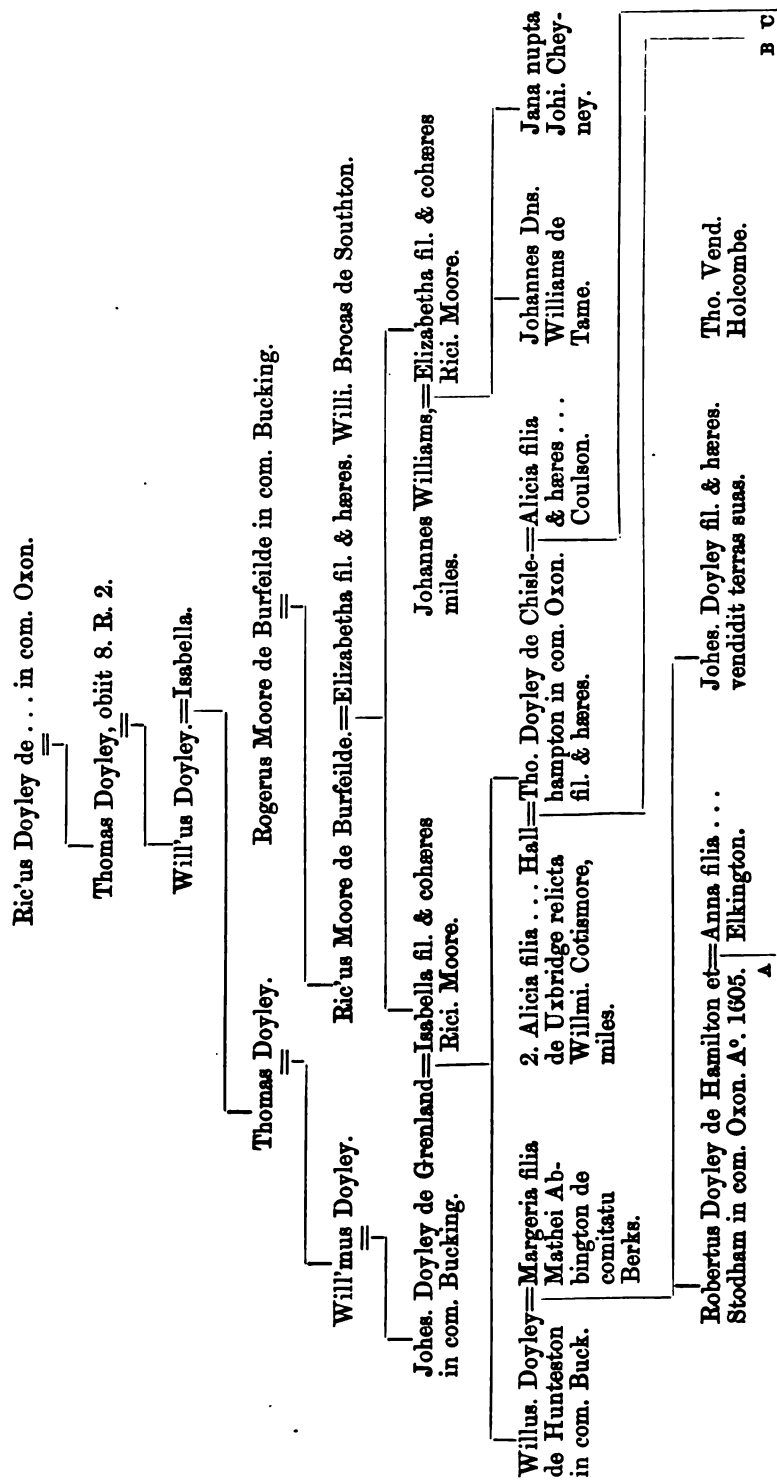 Ric'us Doyley de ... in com. Oxon.
Thomas Doyley, obiit 8. R. 2.
Will'us Doyley.=Isabella.
Thomas Doyley.
Rogerus Moore de Burfeilde in com. Bucking.
Will'mus Doyley.
Ric'us Moore de Burfeilde.=Elizabetha fil. & hæres. Willi. Brocas de Southton.
Johes. Doyley de Grenland=Isabella fil. & cohæres
in com. Bucking.
Rici. Moore.
Johannes Williams,=Elizabetha fil. & cohæres
miles.
Rici. Moore.
Willus. Doyley=Margeria filia
de Hunteston
in com. Buck.
Mathei Ab-
bington de
comitatu
Berks.
2. Alicia filia ... Hall=Tho. Doyley de Chisle-=Alicia filia
de Uxbridge relicta
Willmi. Cotismore,
miles.
hampton in com. Oxon.
fil. & hæres.
& hæres ...
Coulson.
Johannes Dns.
Williams de
Tame.
Jana nupta
Johi. Chey-
ney.
Robertus Doyley de Hamilton et=Anna filia ....
Stodham in com. Oxon. Aº. 1605.
Elkington.
Johes. Doyley fil. & hæres.
vendidit terras suas.
Tho. Vend.
Holcombe.
A
B C